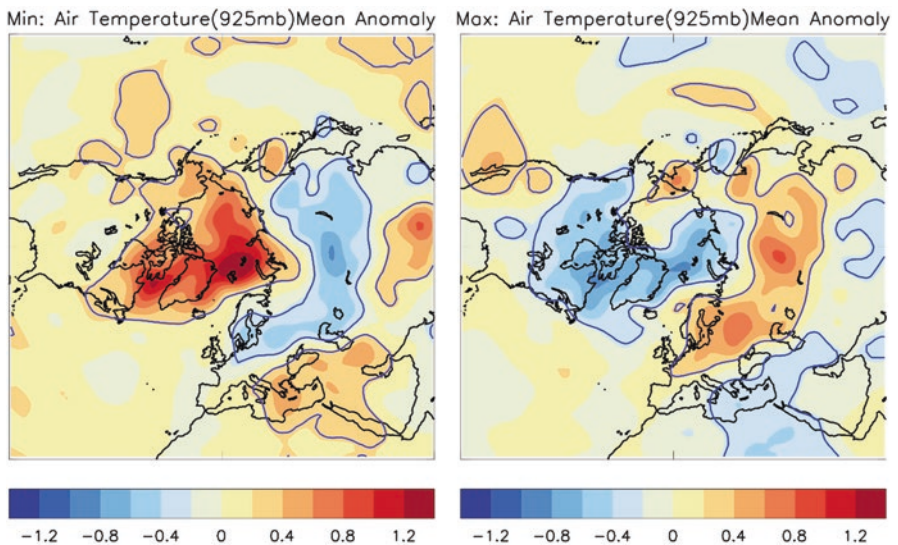 Min: Air Temperature(925mb)Mean Anomaly
Max: Air Temperature(925mb)Mean Anomaly
-1.2 -0.8 -0.4 0 0.4 0.8 1.2
-1.2 -0.8 -0.4 0 0.4 0.8 1.2